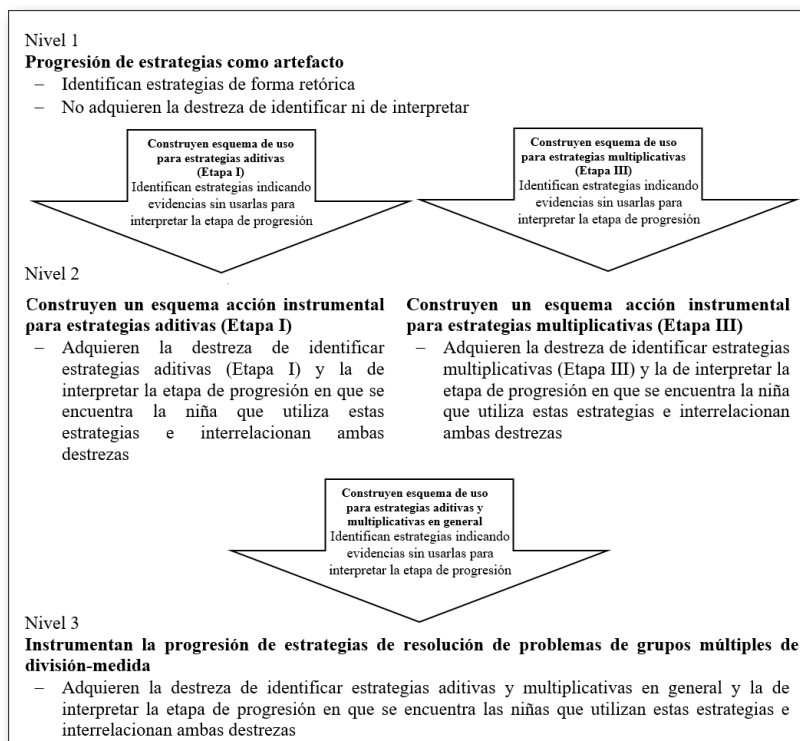 Nivel 1
Progresión de estrategias como artefacto
– Identifican estrategias de forma retórica
– No adquieren la destreza de identificar ni de interpretar
Construyen esquema de uso
para estrategias aditivas
(Etapa I)
Identifican estrategias indicando
evidencias sin usarlas para
interpretar la etapa de progresión
Construyen esquema de uso
para estrategias multiplicativas
(Etapa III)
Identifican estrategias indicando
evidencias sin usarlas para
interpretar la etapa de progresión
Nivel 2
Construyen un esquema acción instrumental
para estrategias aditivas (Etapa I)
– Adquieren la destreza de identificar
estrategias aditivas (Etapa I) y la de
interpretar la etapa de progresión en que se
encuentra la niña que utiliza estas
estrategias e interrelacionan ambas
destrezas
Construyen un esquema acción instrumental
para estrategias multiplicativas (Etapa III)
– Adquieren la destreza de identificar estrategias
multiplicativas (Etapa III) y la de interpretar la
etapa de progresión en que se encuentra la niña
que utiliza estas estrategias e interrelacionan
ambas destrezas
Construyen esquema de uso
para estrategias aditivas y
multiplicativas en general
Identifican estrategias indicando
evidencias sin usarlas para
interpretar la etapa de progresión
Nivel 3
Instrumentan la progresión de estrategias de resolución de problemas de grupos múltiples de
división-medida
– Adquieren la destreza de identificar estrategias aditivas y multiplicativas en general y la de
interpretar la etapa de progresión en que se encuentra las niñas que utilizan estas estrategias e
interrelacionan ambas destrezas